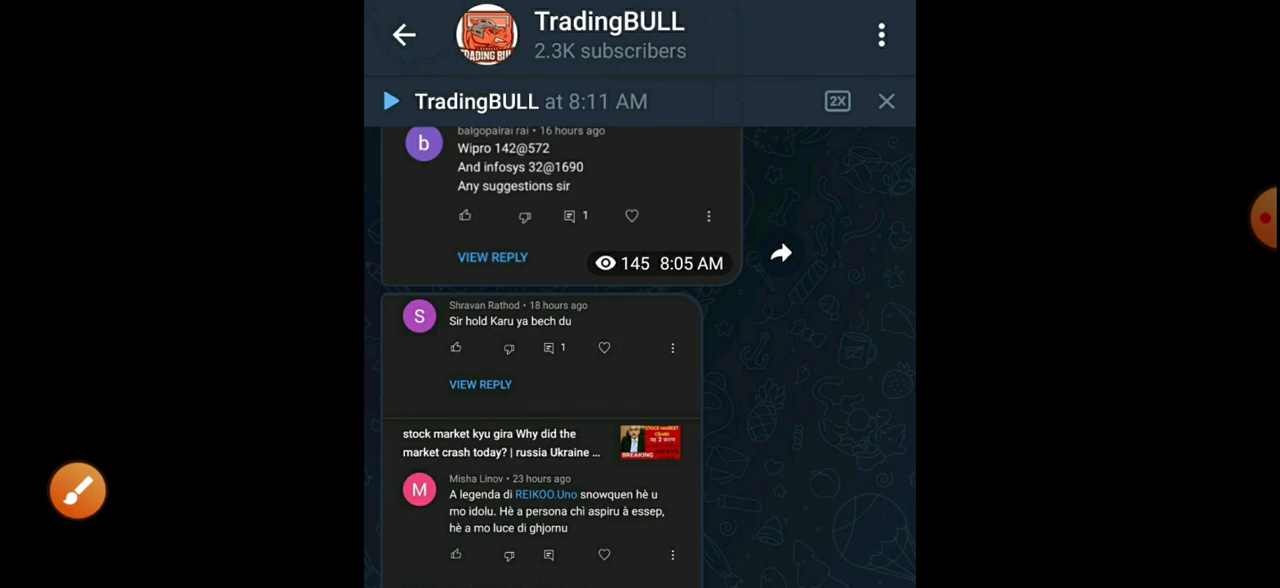 TradingBULL
2.3K subscribers
TradingBULL at 8:11 AM
2X
balgopalrai rai • 16 hours ago
b
Wipro 142@572
And infosys 32@1690
Any suggestions sir
1
VIEW REPLY
145 8:05 AM
Shravan Rathod • 18 hours ago
S
Sir hold Karu ya bech du
1
VIEW REPLY
stock market kyu gira Why did the
market crash today? | russia Ukraine ...
STOCK MARKET
CRASH
BREAKING
Misha Linov • 23 hours ago
M
A legenda di REIKOO.Uno snowquen hè u
mo idolu. Hè a persona chì aspiru à essep,
hè a mo luce di ghjornu